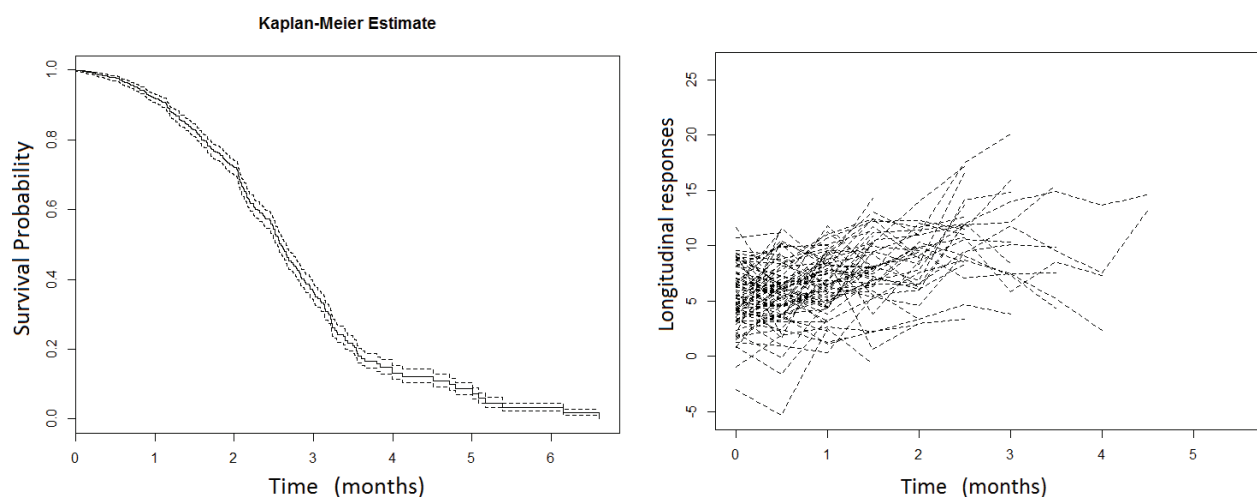 Kaplan-Meier Estimate
Survival Probability
1.0
0.8
0.6
0.4
0.2
0.0
0 1 2 3 4 5 6
Time (months)
Longitudinal responses
25
20
15
10
5
0
-5
0 1 2 3 4 5
Time (months)